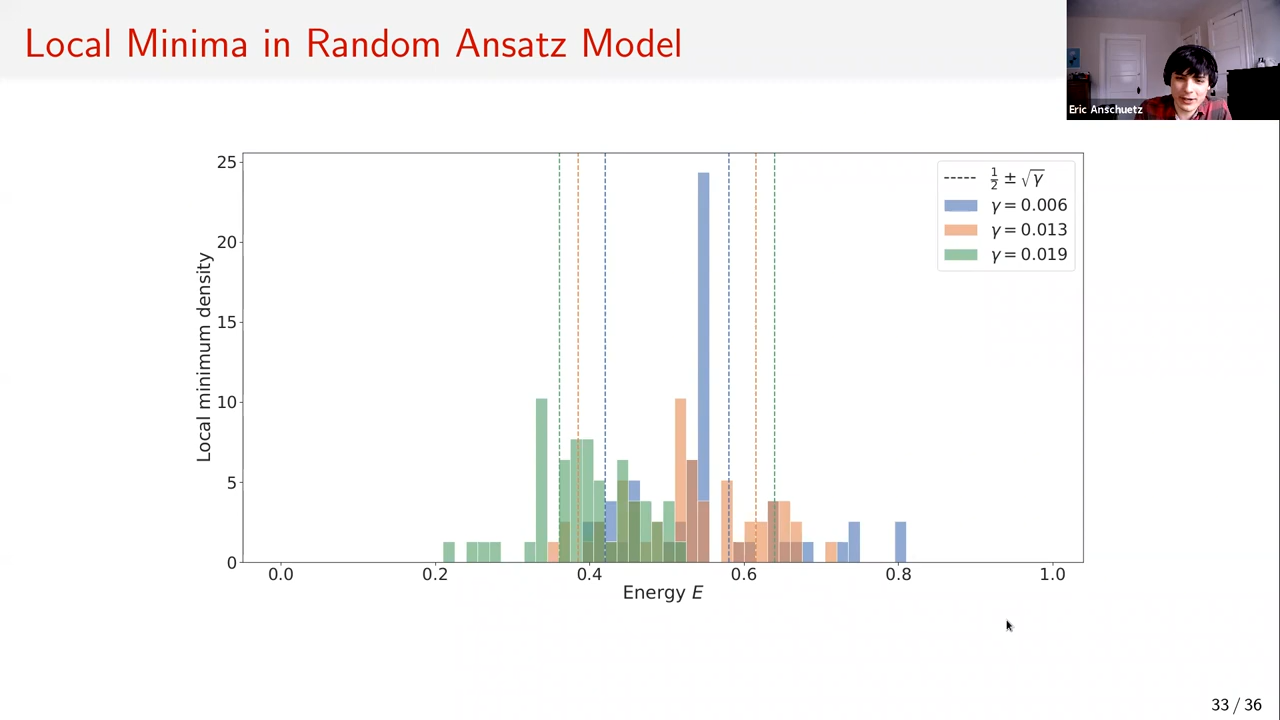 Local Minima in Random Ansatz Model
Eric Anschuetz
25
20
15
10
5
0
Local minimum density
1/2 ± √γ
γ = 0.006
γ = 0.013
γ = 0.019
0.0 0.2 0.4 0.6 0.8 1.0
Energy E
33 / 36